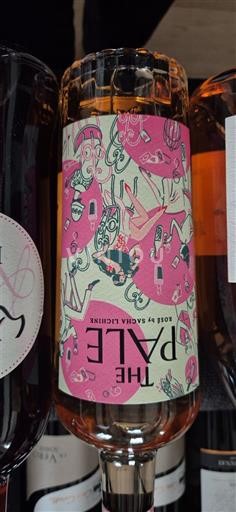 THE
PALE
ROSÉ by SACHA LICHINE